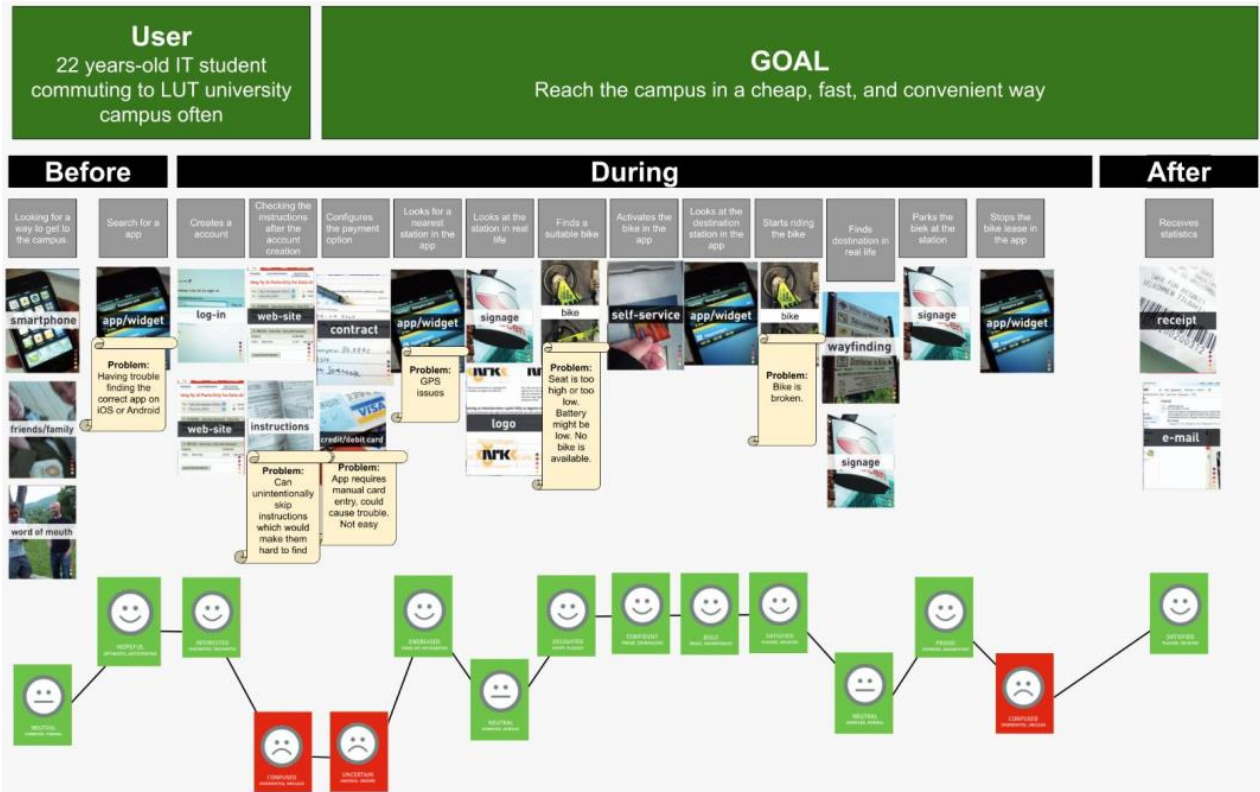 User
22 years-old IT student
commuting to LUT university
campus often
GOAL
Reach the campus in a cheap, fast, and convenient way
Before
During
After
Looking for a
way to get to
the campus.
Search for a
app
Creates a
account
Checking the
instructions
after the
account
creation
Configures
the payment
option
Looks for a
nearest
station in the
app
Looks at the
station in real
life
Finds a
suitable bike
Activates the
bike in the
app
Looks at the
destination
station in the
app
Starts riding
the bike
Finds
destination in
real life
Parks the
biek at the
station
Stops the
bike lease in
the app
Receives
statistics
smartphone
friends/family
word of mouth
app/widget
Problem:
Having trouble
finding the
correct app on
iOS or Android
log-in
web-site
web-site
instructions
Problem:
Can
unintentionally
skip
instructions
which would
make them
hard to find
contract
VISA
credit/debit card
Problem:
App requires
manual card
entry, could
cause trouble.
Not easy
app/widget
Problem:
GPS
issues
signage
logo
bike
Problem:
Seat is too
high or too
low.
Battery
might be
low. No
bike is
available.
self-service
app/widget
bike
Problem:
Bike is
broken.
wayfinding
signage
signage
app/widget
receipt
e-mail
NEUTRAL
HOPEFUL
INTERESTED
CONFUSED
UNCERTAIN
ENERGISED
NEUTRAL
DELIGHTED
CONFIDENT
BOLD
SATISFIED
NEUTRAL
PROUD
CONFUSED
SATISFIED